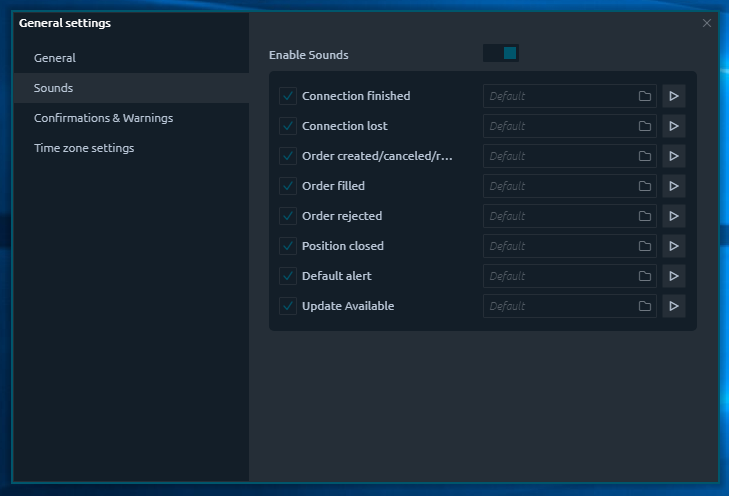 General settings
General
Sounds
Confirmations & Warnings
Time zone settings
Enable Sounds
Connection finished Default
Connection lost Default
Order created/canceled/r... Default
Order filled Default
Order rejected Default
Position closed Default
Default alert Default
Update Available Default